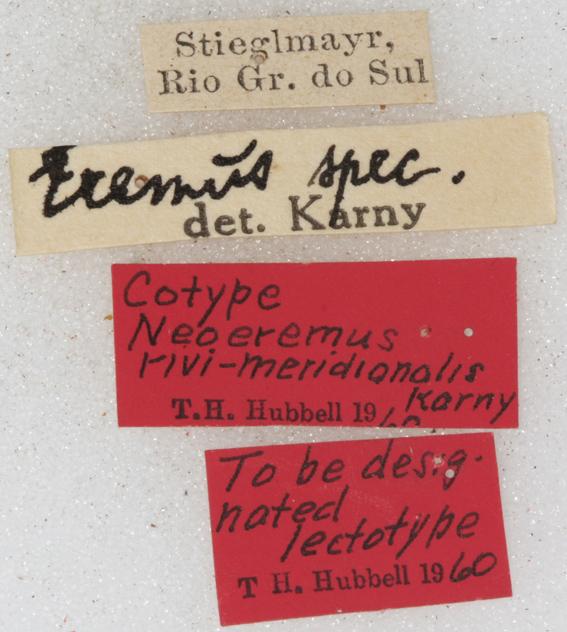 Stieglmayr,
Rio Gr. do Sul
Eremus spec.
det. Karny
Cotype
Neoeremus
rivi-meridionalis
Karny
T.H. Hubbell 1960
To be desig-
nated
lectotype
T H. Hubbell 1960